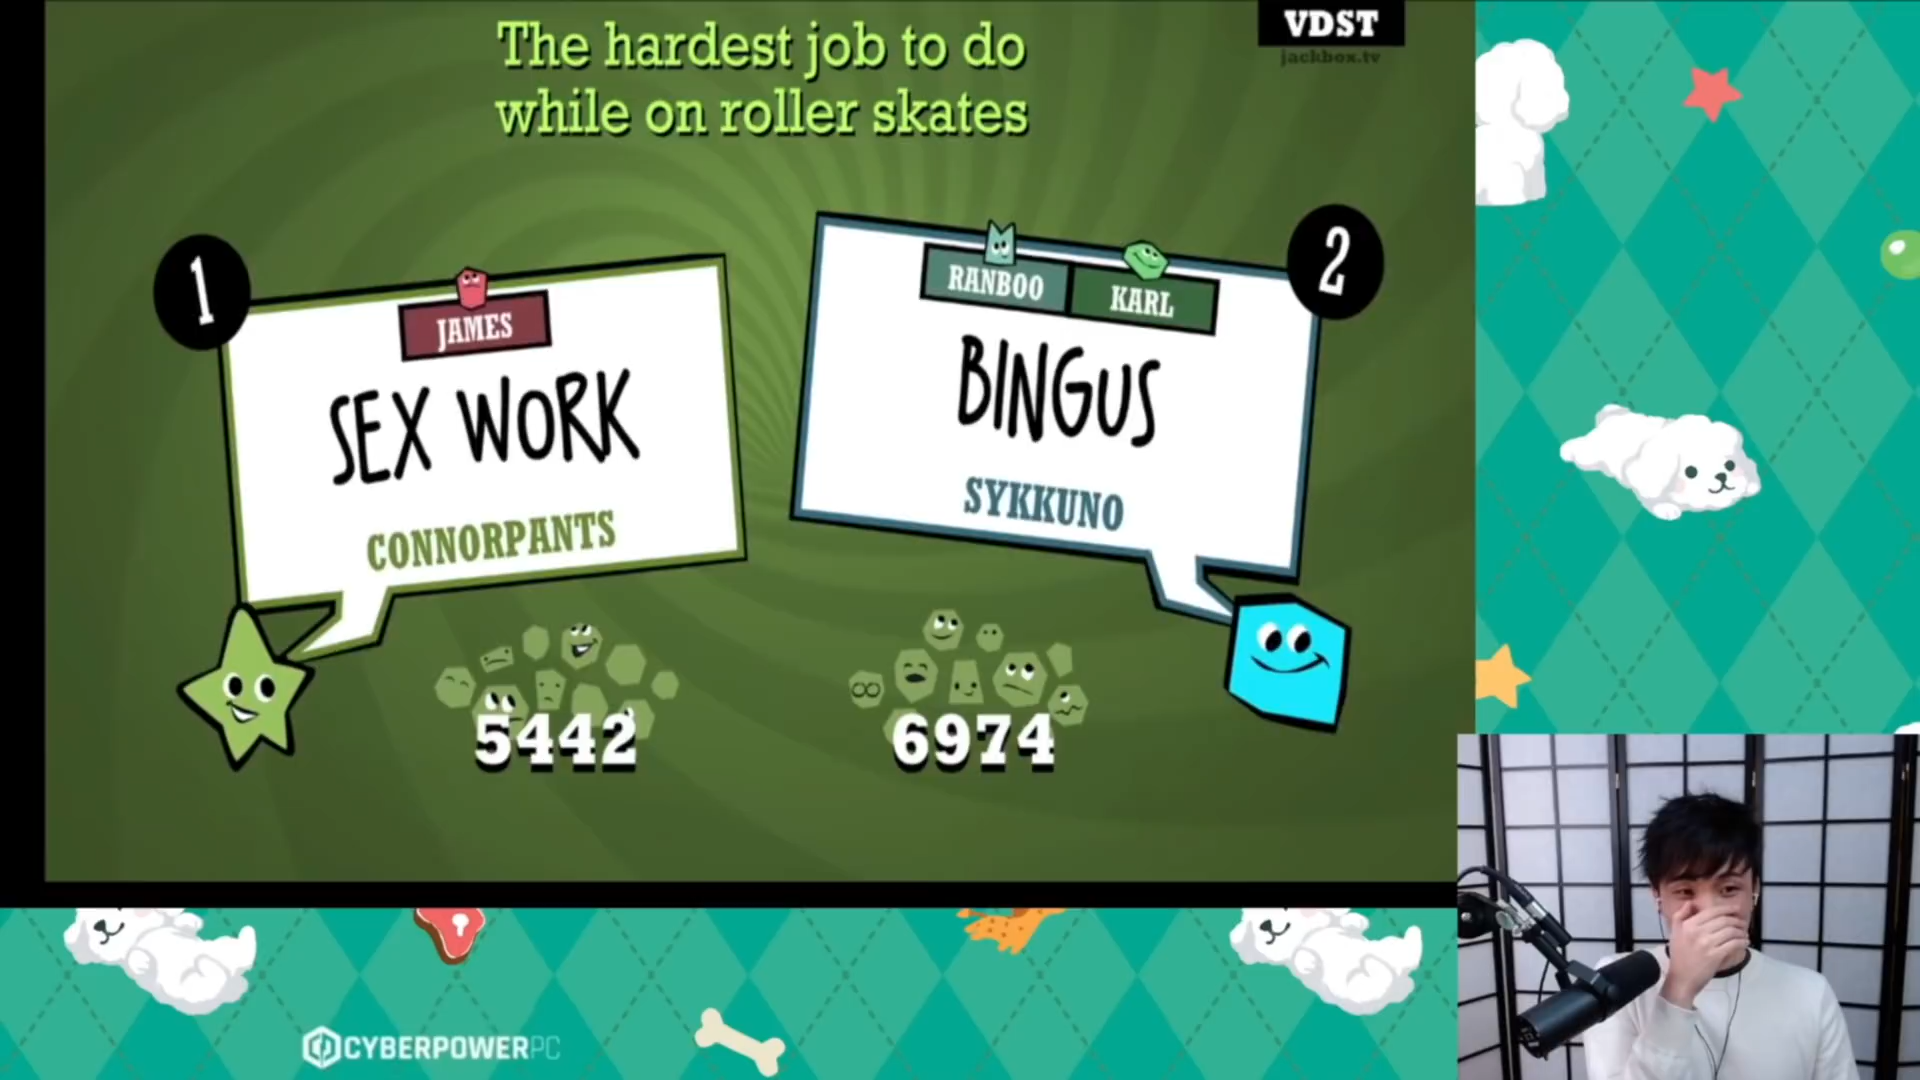 The hardest job to do
while on roller skates
VDST
jackbox.tv
1
JAMES
SEX WORK
CONNORPANTS
5442
2
RANBOO KARL
BINGUS
SYKKUNO
6974
CYBERPOWERPC